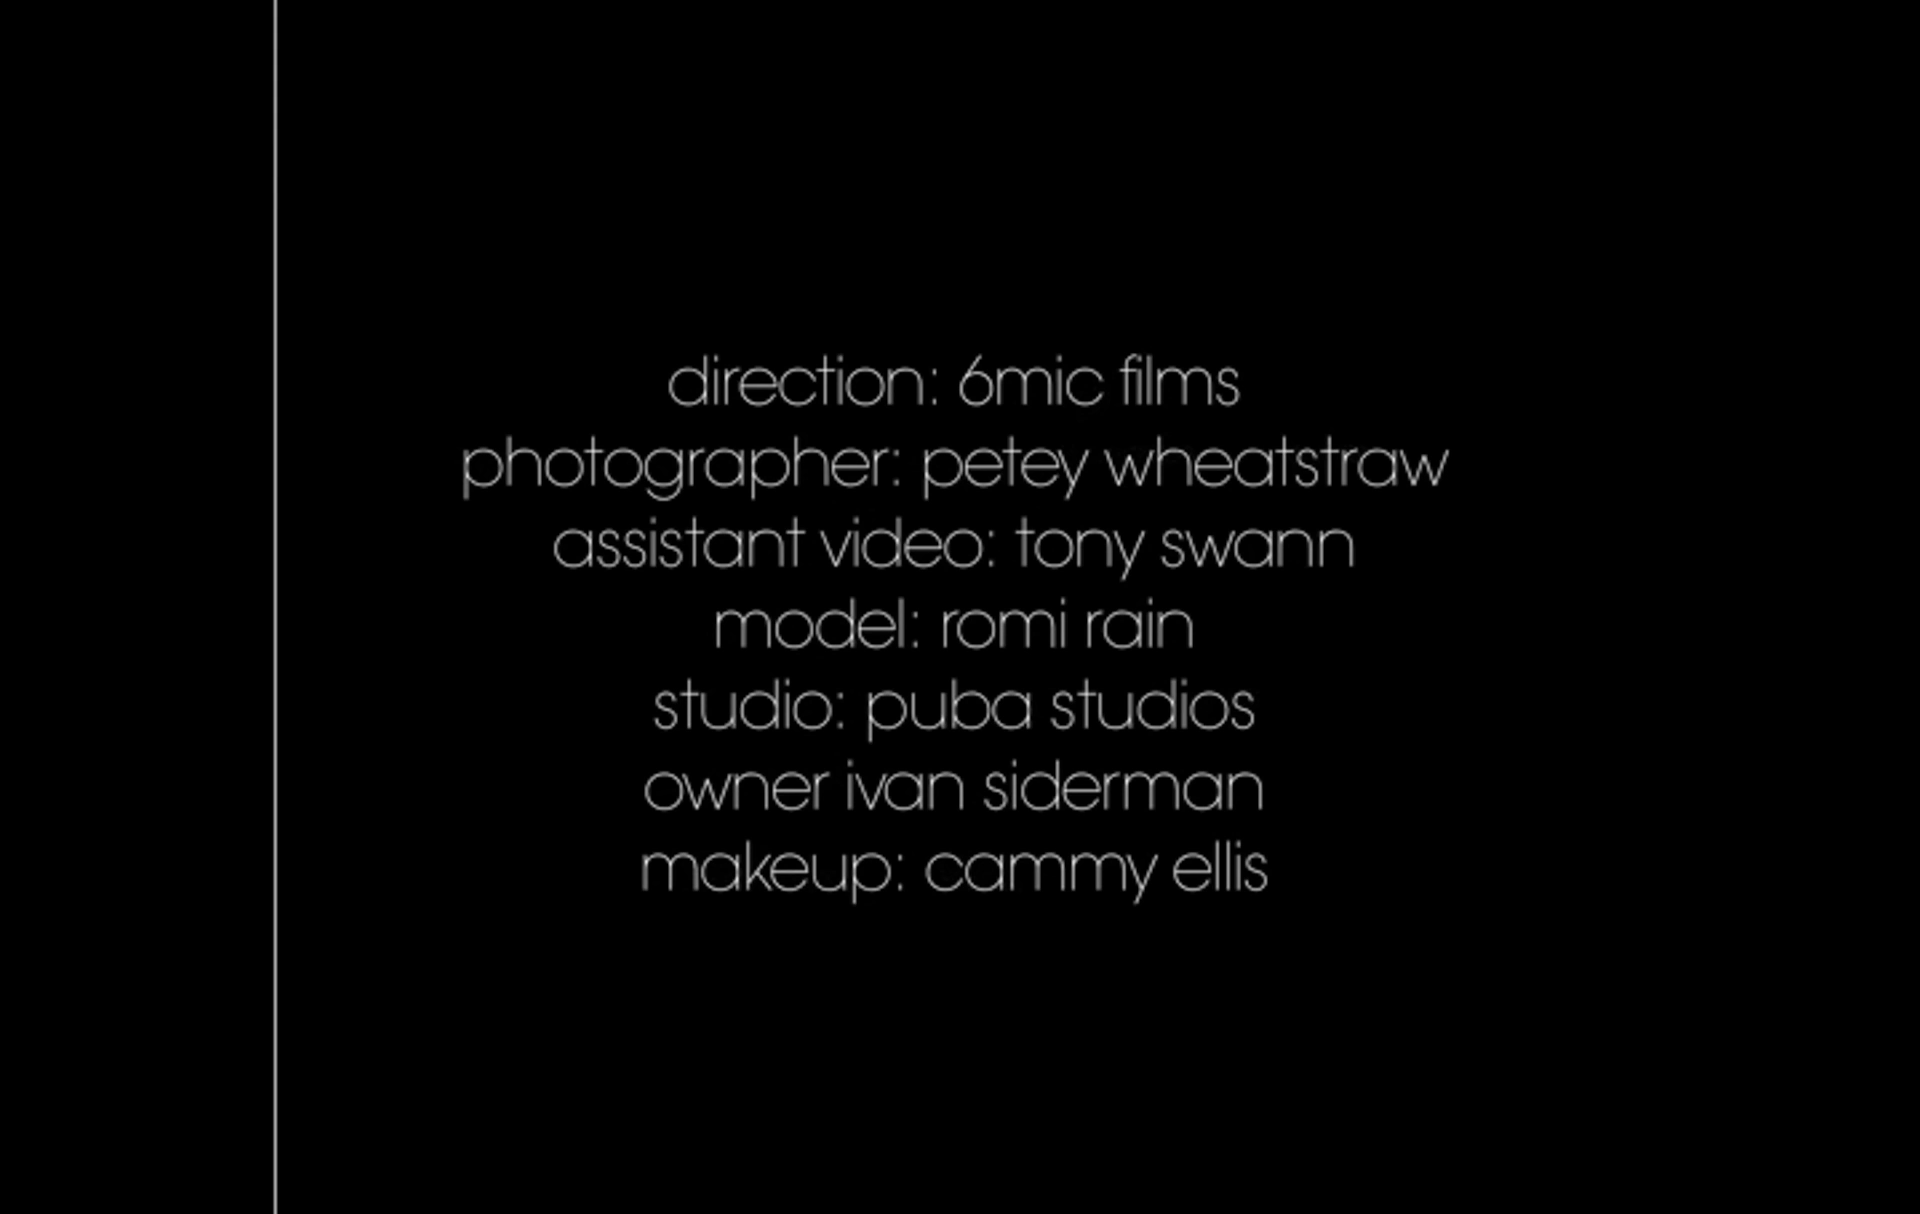 direction: 6mic films
photographer: petey wheatstraw
assistant video: tony swann
model: romi rain
studio: puba studios
owner ivan siderman
makeup: cammy ellis